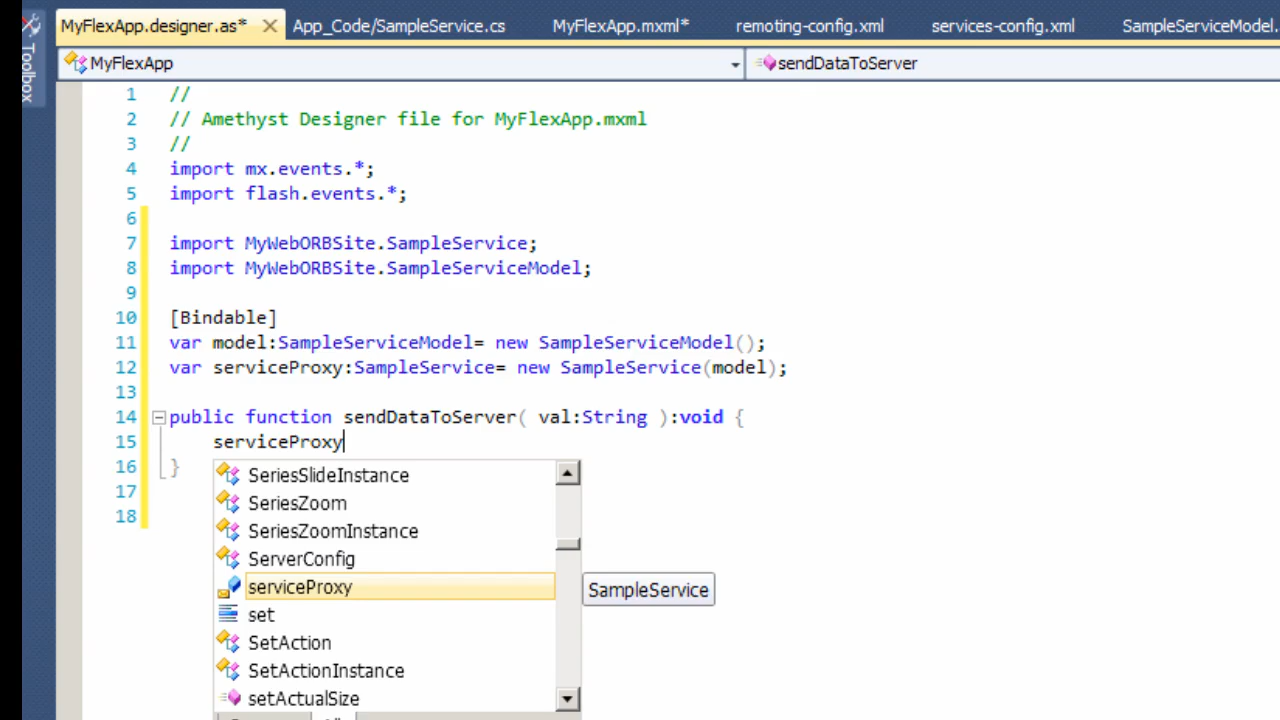 MyFlexApp.designer.as* App_Code/SampleService.cs MyFlexApp.mxml* remoting-config.xml services-config.xml SampleServiceModel.
Toolbox
MyFlexApp sendDataToServer
1 //
2 // Amethyst Designer file for MyFlexApp.mxml
3 //
4 import mx.events.*;
5 import flash.events.*;
6
7 import MyWebORBSite.SampleService;
8 import MyWebORBSite.SampleServiceModel;
9
10 [Bindable]
11 var model:SampleServiceModel= new SampleServiceModel();
12 var serviceProxy:SampleService= new SampleService(model);
13
14 public function sendDataToServer( val:String ):void {
15 serviceProxy
16 }
17
18
SeriesSlideInstance
SeriesZoom
SeriesZoomInstance
ServerConfig
serviceProxy SampleService
set
SetAction
SetActionInstance
setActualSize